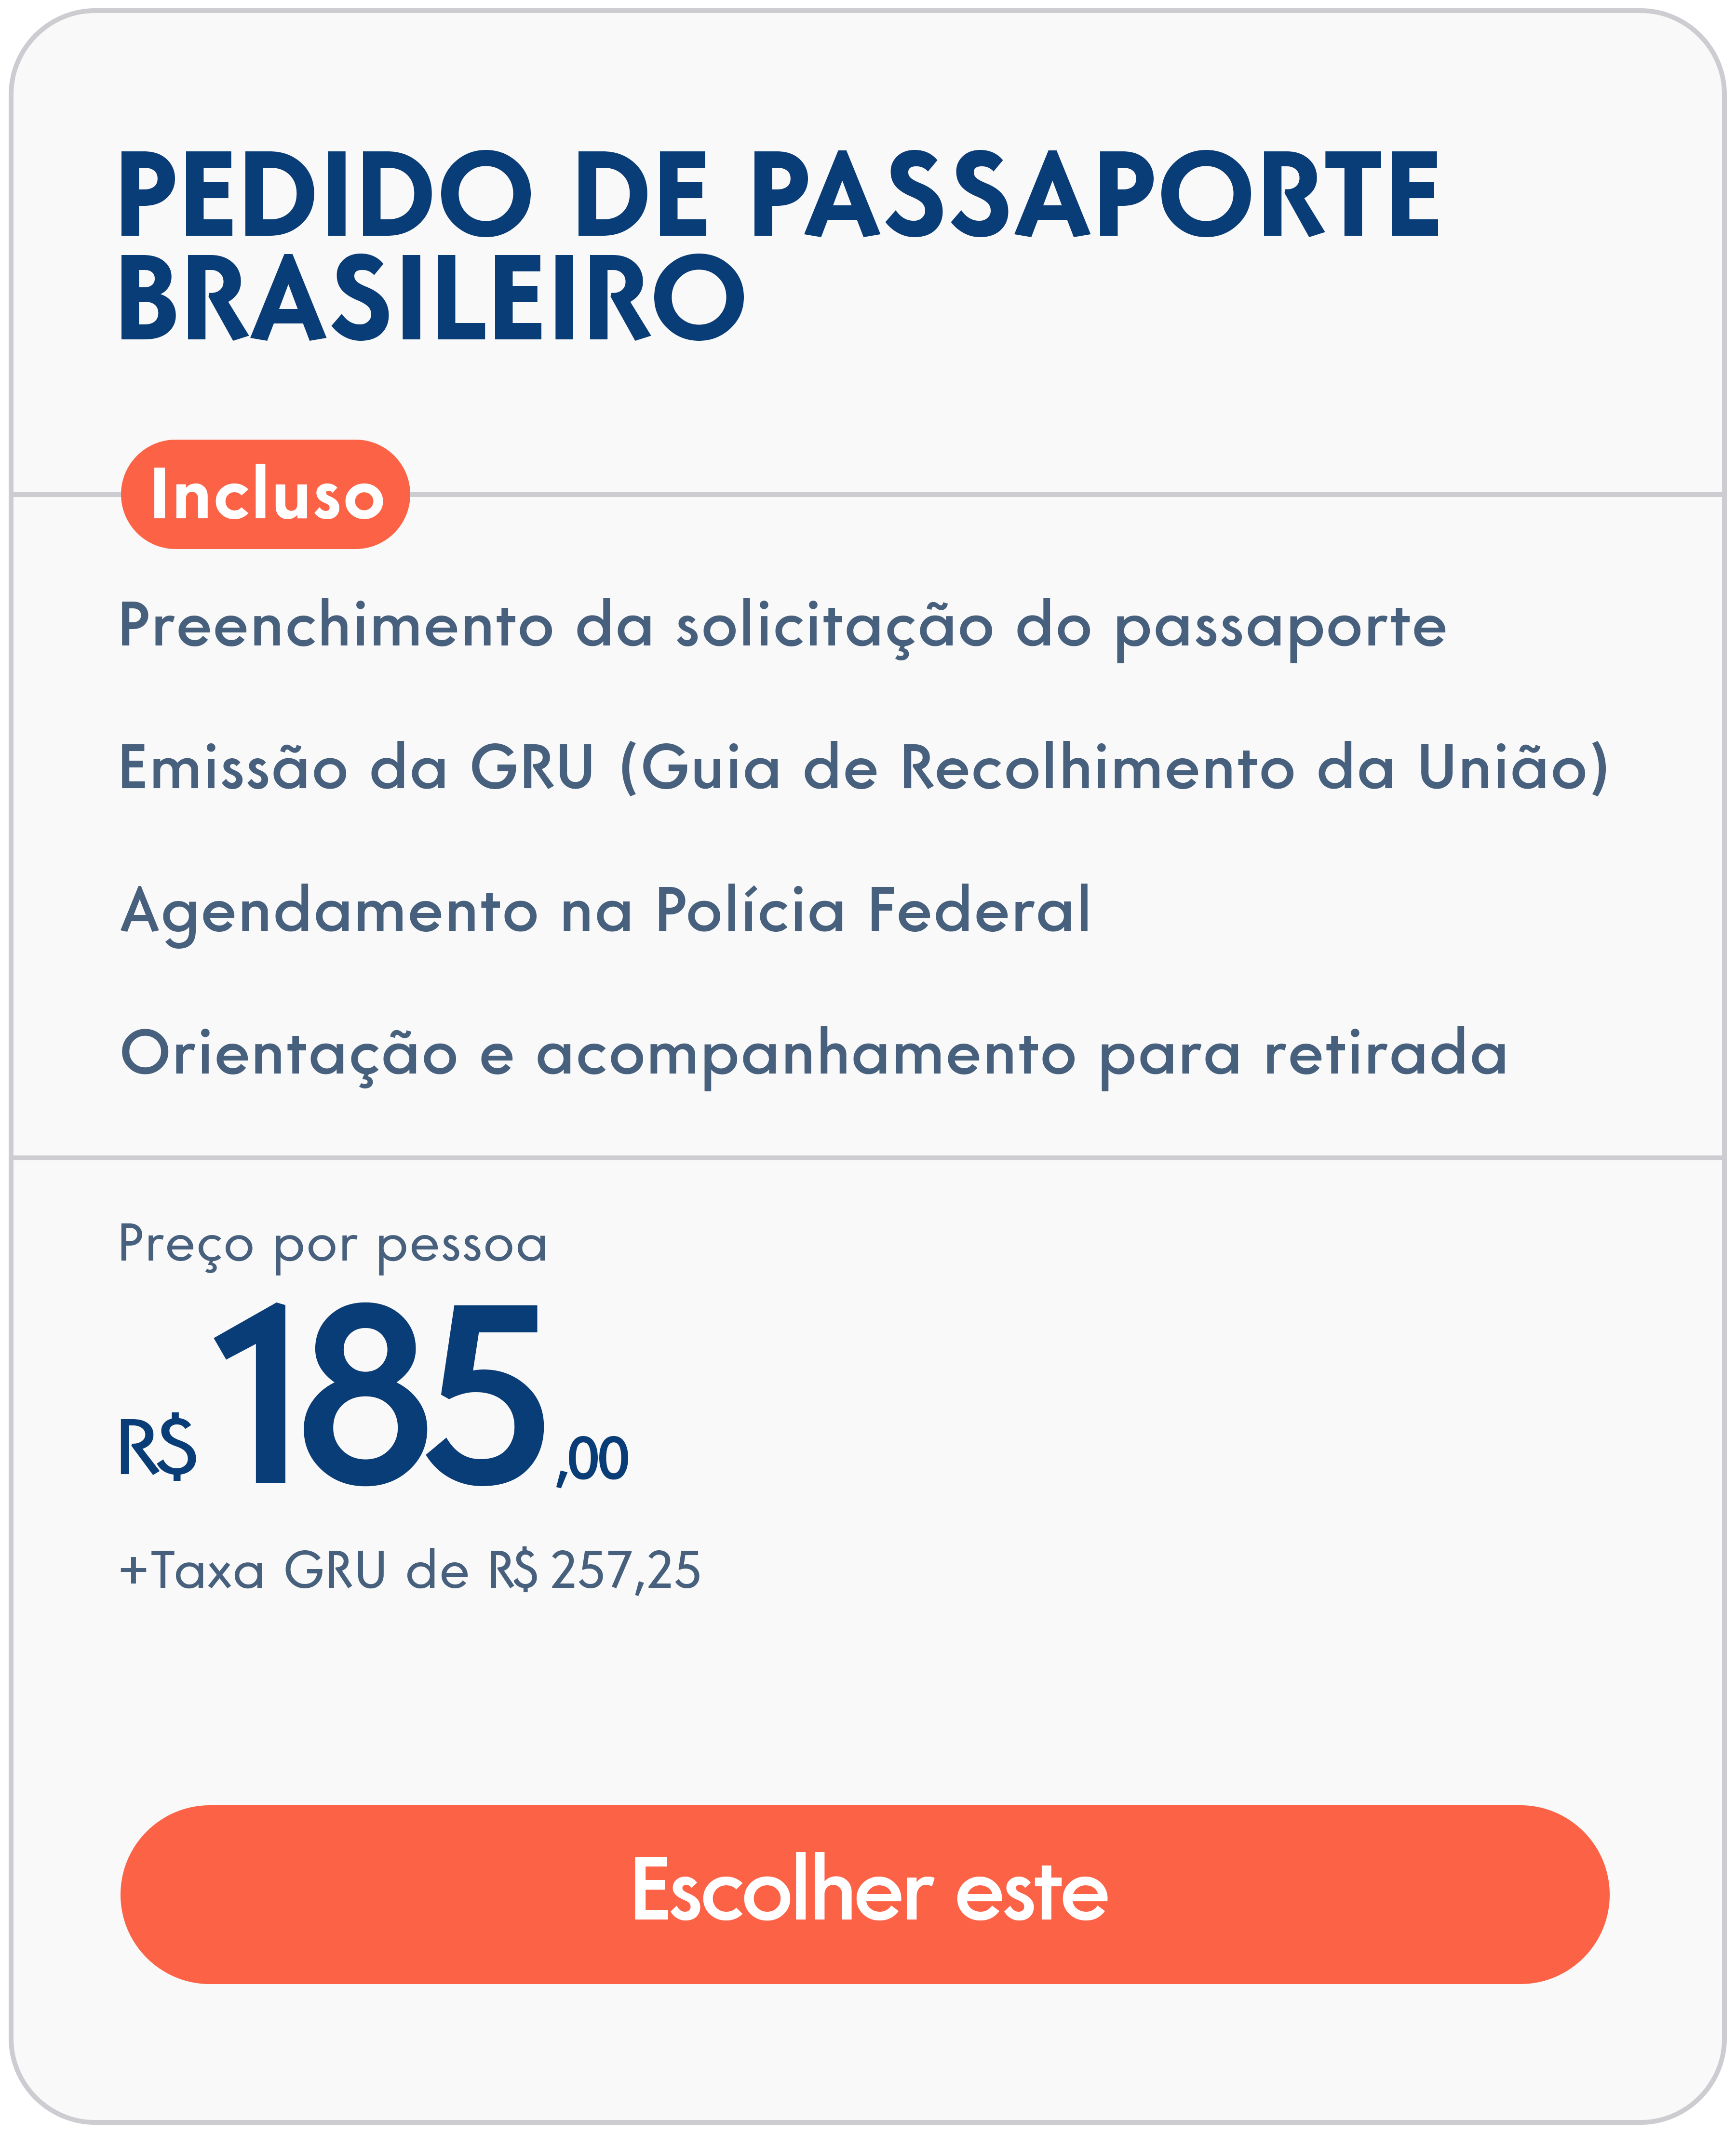 PEDIDO DE PASSAPORTE
BRASILEIRO
Incluso
Preenchimento da solicitação do passaporte
Emissão da GRU (Guia de Recolhimento da União)
Agendamento na Polícia Federal
Orientação e acompanhamento para retirada
Preço por pessoa
R$ 185,00
+Taxa GRU de R$ 257,25
Escolher este